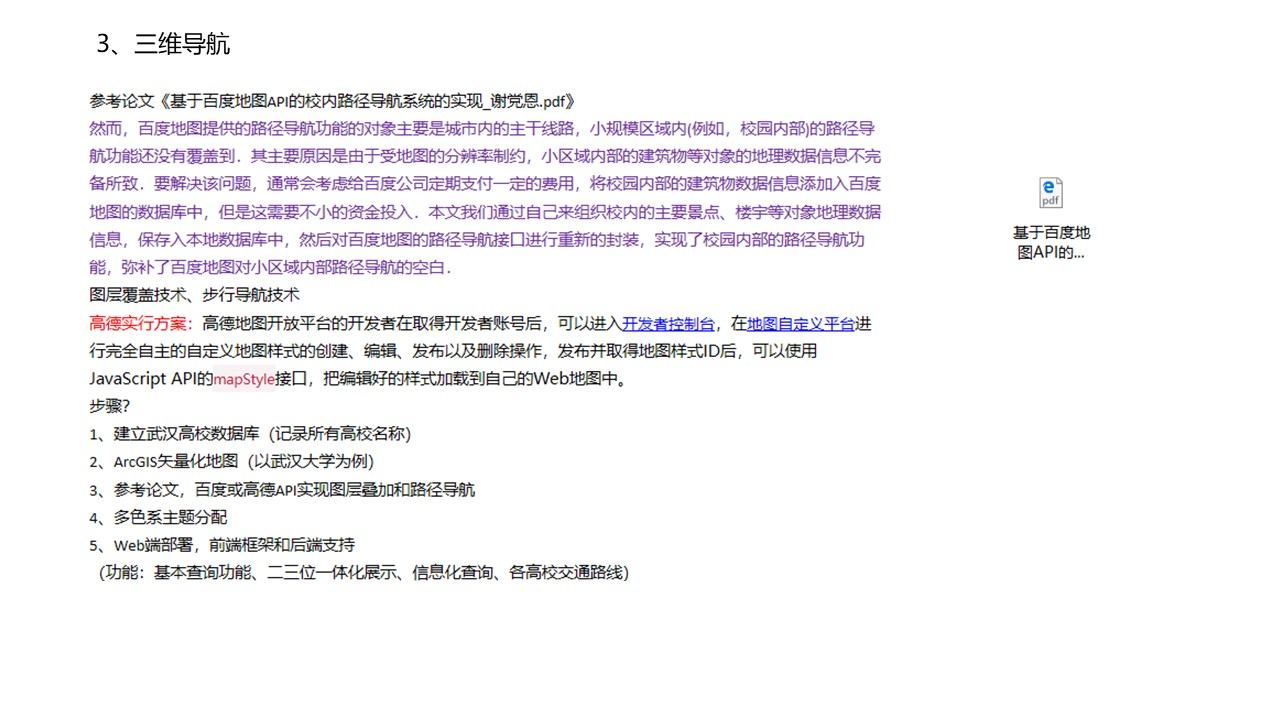 3、三维导航
参考论文《基于百度地图API的校内路径导航系统的实现_谢党恩.pdf》
然而，百度地图提供的路径导航功能的对象主要是城市内的主干线路，小规模区域内(例如，校园内部)的路径导
航功能还没有覆盖到．其主要原因是由于受地图的分辨率制约，小区域内部的建筑物等对象的地理数据信息不完
备所致．要解决该问题，通常会考虑给百度公司定期支付一定的费用，将校园内部的建筑物数据信息添加入百度
地图的数据库中，但是这需要不小的资金投入．本文我们通过自己来组织校内的主要景点、楼宇等对象地理数据
信息，保存入本地数据库中，然后对百度地图的路径导航接口进行重新的封装，实现了校园内部的路径导航功
能，弥补了百度地图对小区域内部路径导航的空白．
图层覆盖技术、步行导航技术
高德实行方案：高德地图开放平台的开发者在取得开发者账号后，可以进入开发者控制台，在地图自定义平台进
行完全自主的自定义地图样式的创建、编辑、发布以及删除操作，发布并取得地图样式ID后，可以使用
JavaScript API的mapStyle接口，把编辑好的样式加载到自己的Web地图中。
步骤?
1、建立武汉高校数据库（记录所有高校名称）
2、ArcGIS矢量化地图（以武汉大学为例）
3、参考论文，百度或高德API实现图层叠加和路径导航
4、多色系主题分配
5、Web端部署，前端框架和后端支持
（功能：基本查询功能、二三位一体化展示、信息化查询、各高校交通路线）
pdf
基于百度地
图API的...